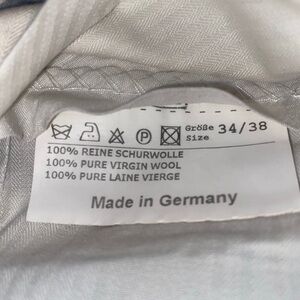 P Größe 34/38
Size
100% REINE SCHURWOLLE
100% PURE VIRGIN WOOL
100% PURE LAINE VIERGE
Made in Germany